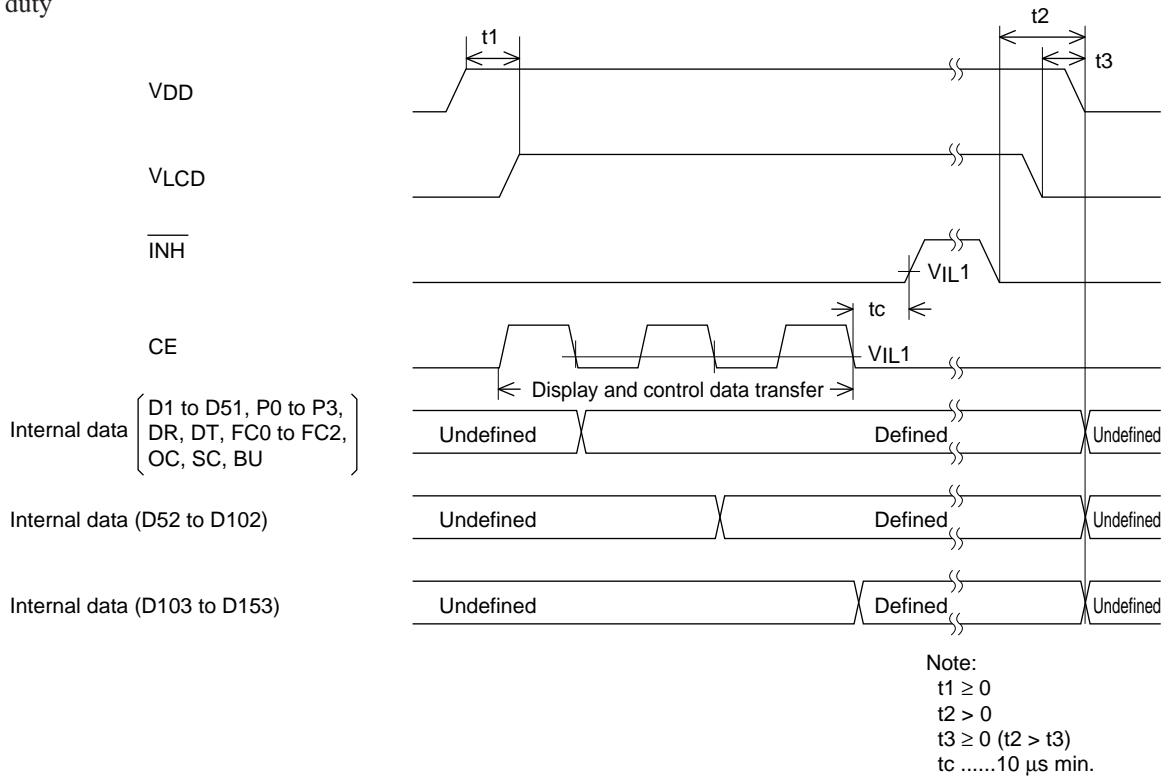 duty
t1
t2
t3
VDD
VLCD
INH
VIL1
tc
CE
VIL1
Display and control data transfer
Internal data
D1 to D51, P0 to P3,
DR, DT, FC0 to FC2,
OC, SC, BU
Undefined
Defined
Undefined
Internal data (D52 to D102)
Undefined
Defined
Undefined
Internal data (D103 to D153)
Undefined
Defined
Undefined
Note:
t1 ≥ 0
t2 > 0
t3 ≥ 0 (t2 > t3)
tc ......10 μs min.